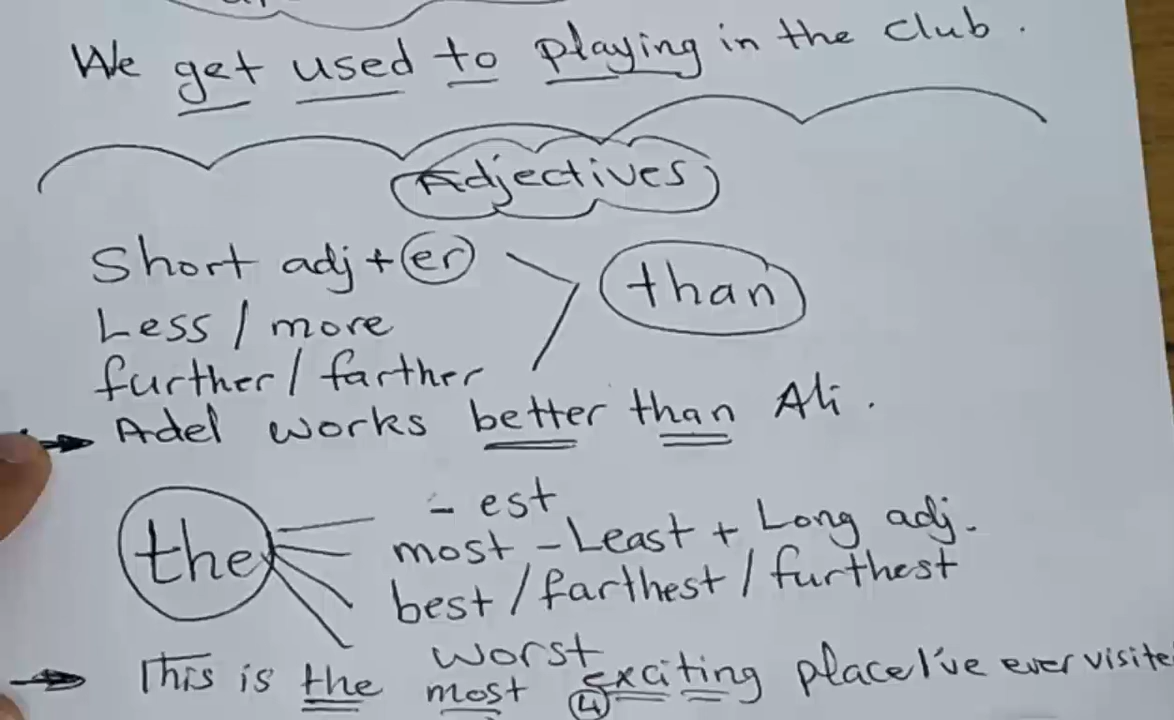 We get used to playing in the club.
Adjectives
Short adj + er
than
Less / more
further / farther
Adel works better than Ali.
the
- est
most - Least + Long adj.
best / farthest / furthest
worst
This is the most exciting place I've ever visite
4